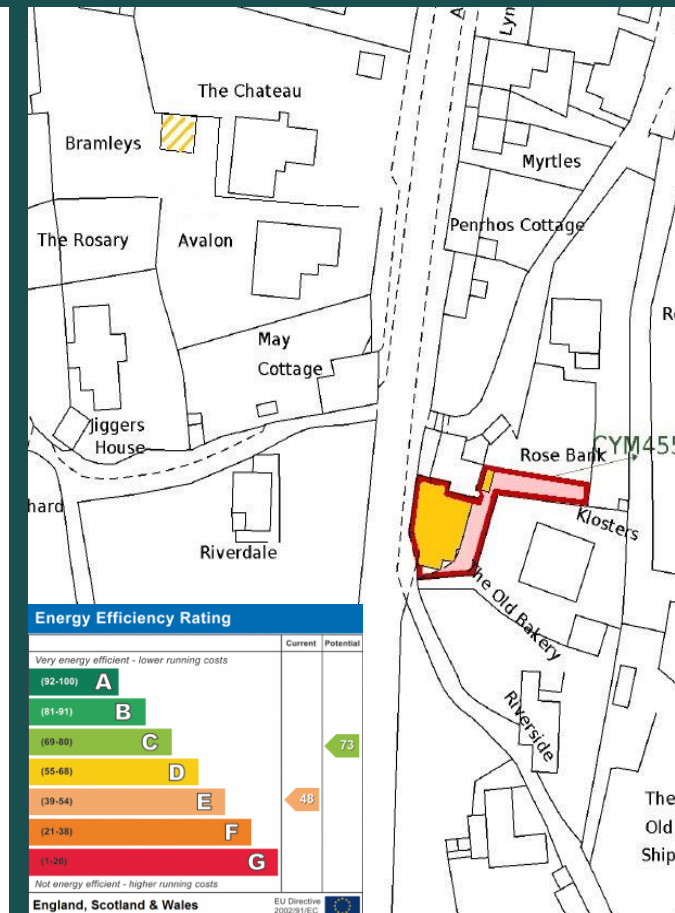 The Chateau
Bramleys
Myrtles
Penrhos Cottage
The Rosary
Avalon
May
Cottage
Jiggers
House
Rose Bank
CYM455
Klosters
hard
Riverdale
The Old Bakery
Riverside
The
Old
Ship
Energy Efficiency Rating
Current Potential
Very energy efficient - lower running costs
(92-100) A
(81-91) B
(69-80) C
73
(55-68) D
(39-54) E
48
(21-38) F
(1-20) G
Not energy efficient - higher running costs
England, Scotland & Wales
EU Directive
2002/91/EC